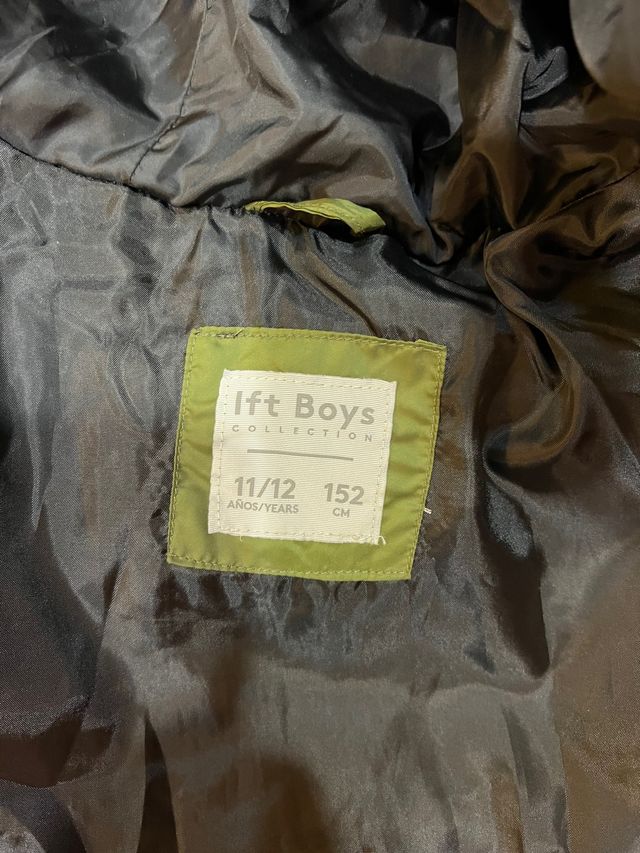 lft Boys
COLLECTION
11/12 152
AÑOS/YEARS CM